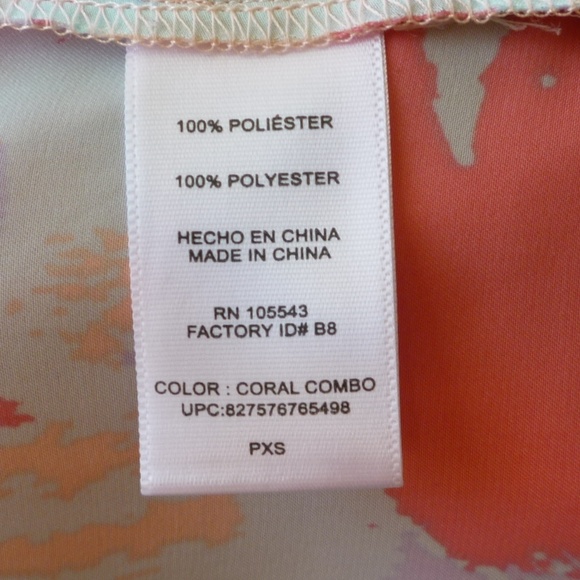 100% POLIÉSTER
100% POLYESTER
HECHO EN CHINA
MADE IN CHINA
RN 105543
FACTORY ID# B8
COLOR : CORAL COMBO
UPC:827576765498
PXS